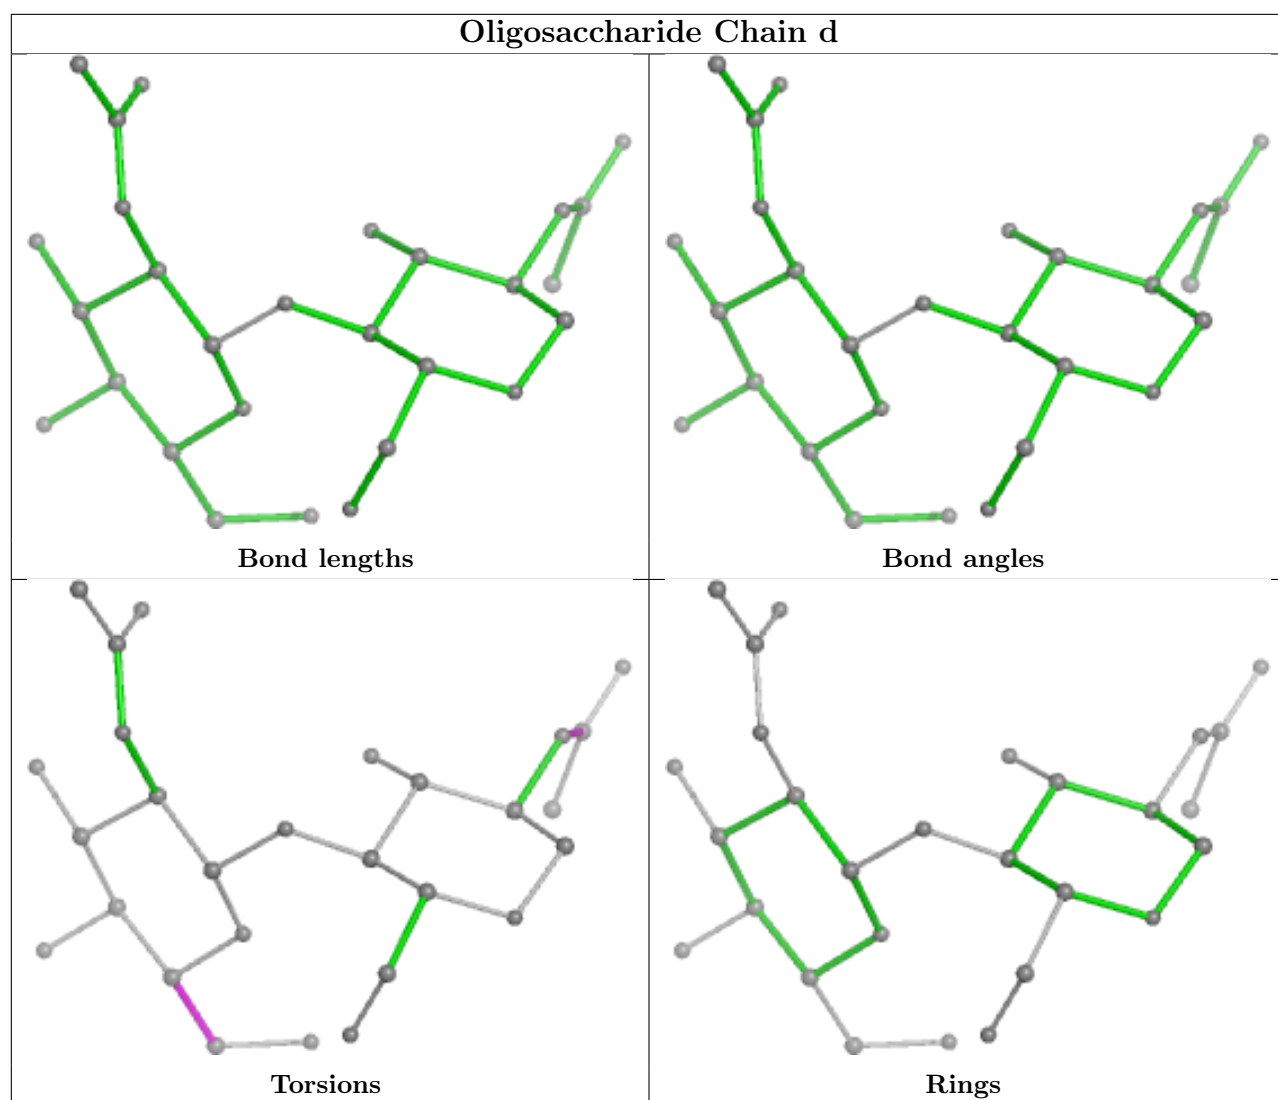 Oligosaccharide Chain d
Bond lengths
Bond angles
Torsions
Rings